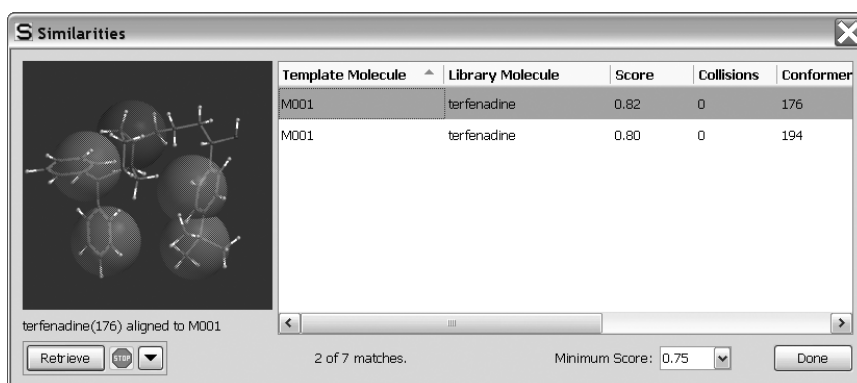 S Similarities
Template Molecule Library Molecule Score Collisions Conformer
M001 terfenadine 0.82 0 176
M001 terfenadine 0.80 0 194
terfenadine(176) aligned to M001
Retrieve STOP 2 of 7 matches. Minimum Score: 0.75 Done